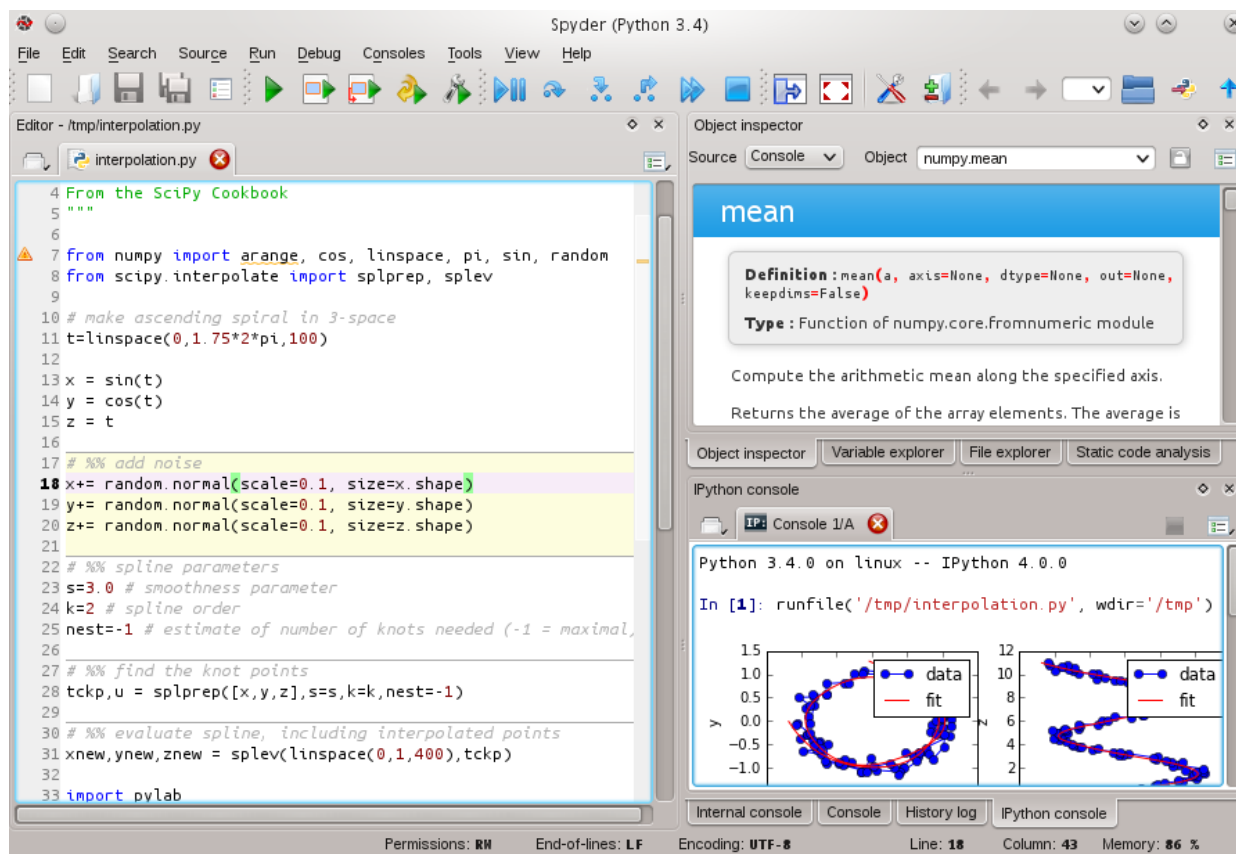 Spyder (Python 3.4)
File Edit Search Source Run Debug Consoles Tools View Help
Editor - /tmp/interpolation.py
interpolation.py
4 From the SciPy Cookbook
5 """
6
7 from numpy import arange, cos, linspace, pi, sin, random
8 from scipy.interpolate import splprep, splev
9
10 # make ascending spiral in 3-space
11 t=linspace(0,1.75*2*pi,100)
12
13 x = sin(t)
14 y = cos(t)
15 z = t
16
17 # %% add noise
18 x+= random.normal(scale=0.1, size=x.shape)
19 y+= random.normal(scale=0.1, size=y.shape)
20 z+= random.normal(scale=0.1, size=z.shape)
21
22 # %% spline parameters
23 s=3.0 # smoothness parameter
24 k=2 # spline order
25 nest=-1 # estimate of number of knots needed (-1 = maximal,
26
27 # %% find the knot points
28 tckp,u = splprep([x,y,z],s=s,k=k,nest=-1)
29
30 # %% evaluate spline, including interpolated points
31 xnew,ynew,znew = splev(linspace(0,1,400),tckp)
32
33 import pylab
Object inspector
Source Console Object numpy.mean
mean
Definition : mean(a, axis=None, dtype=None, out=None,
keepdims=False)
Type : Function of numpy.core.fromnumeric module
Compute the arithmetic mean along the specified axis.
Returns the average of the array elements. The average is
Object inspector Variable explorer File explorer Static code analysis
IPython console
IP: Console 1/A
Python 3.4.0 on linux -- IPython 4.0.0
In [1]: runfile('/tmp/interpolation.py', wdir='/tmp')
1.5
1.0
0.5
0.0
−0.5
−1.0
y
data
fit
12
10
8
6
4
2
z
data
fit
Internal console Console History log IPython console
Permissions: RW End-of-lines: LF Encoding: UTF-8 Line: 18 Column: 43 Memory: 86 %